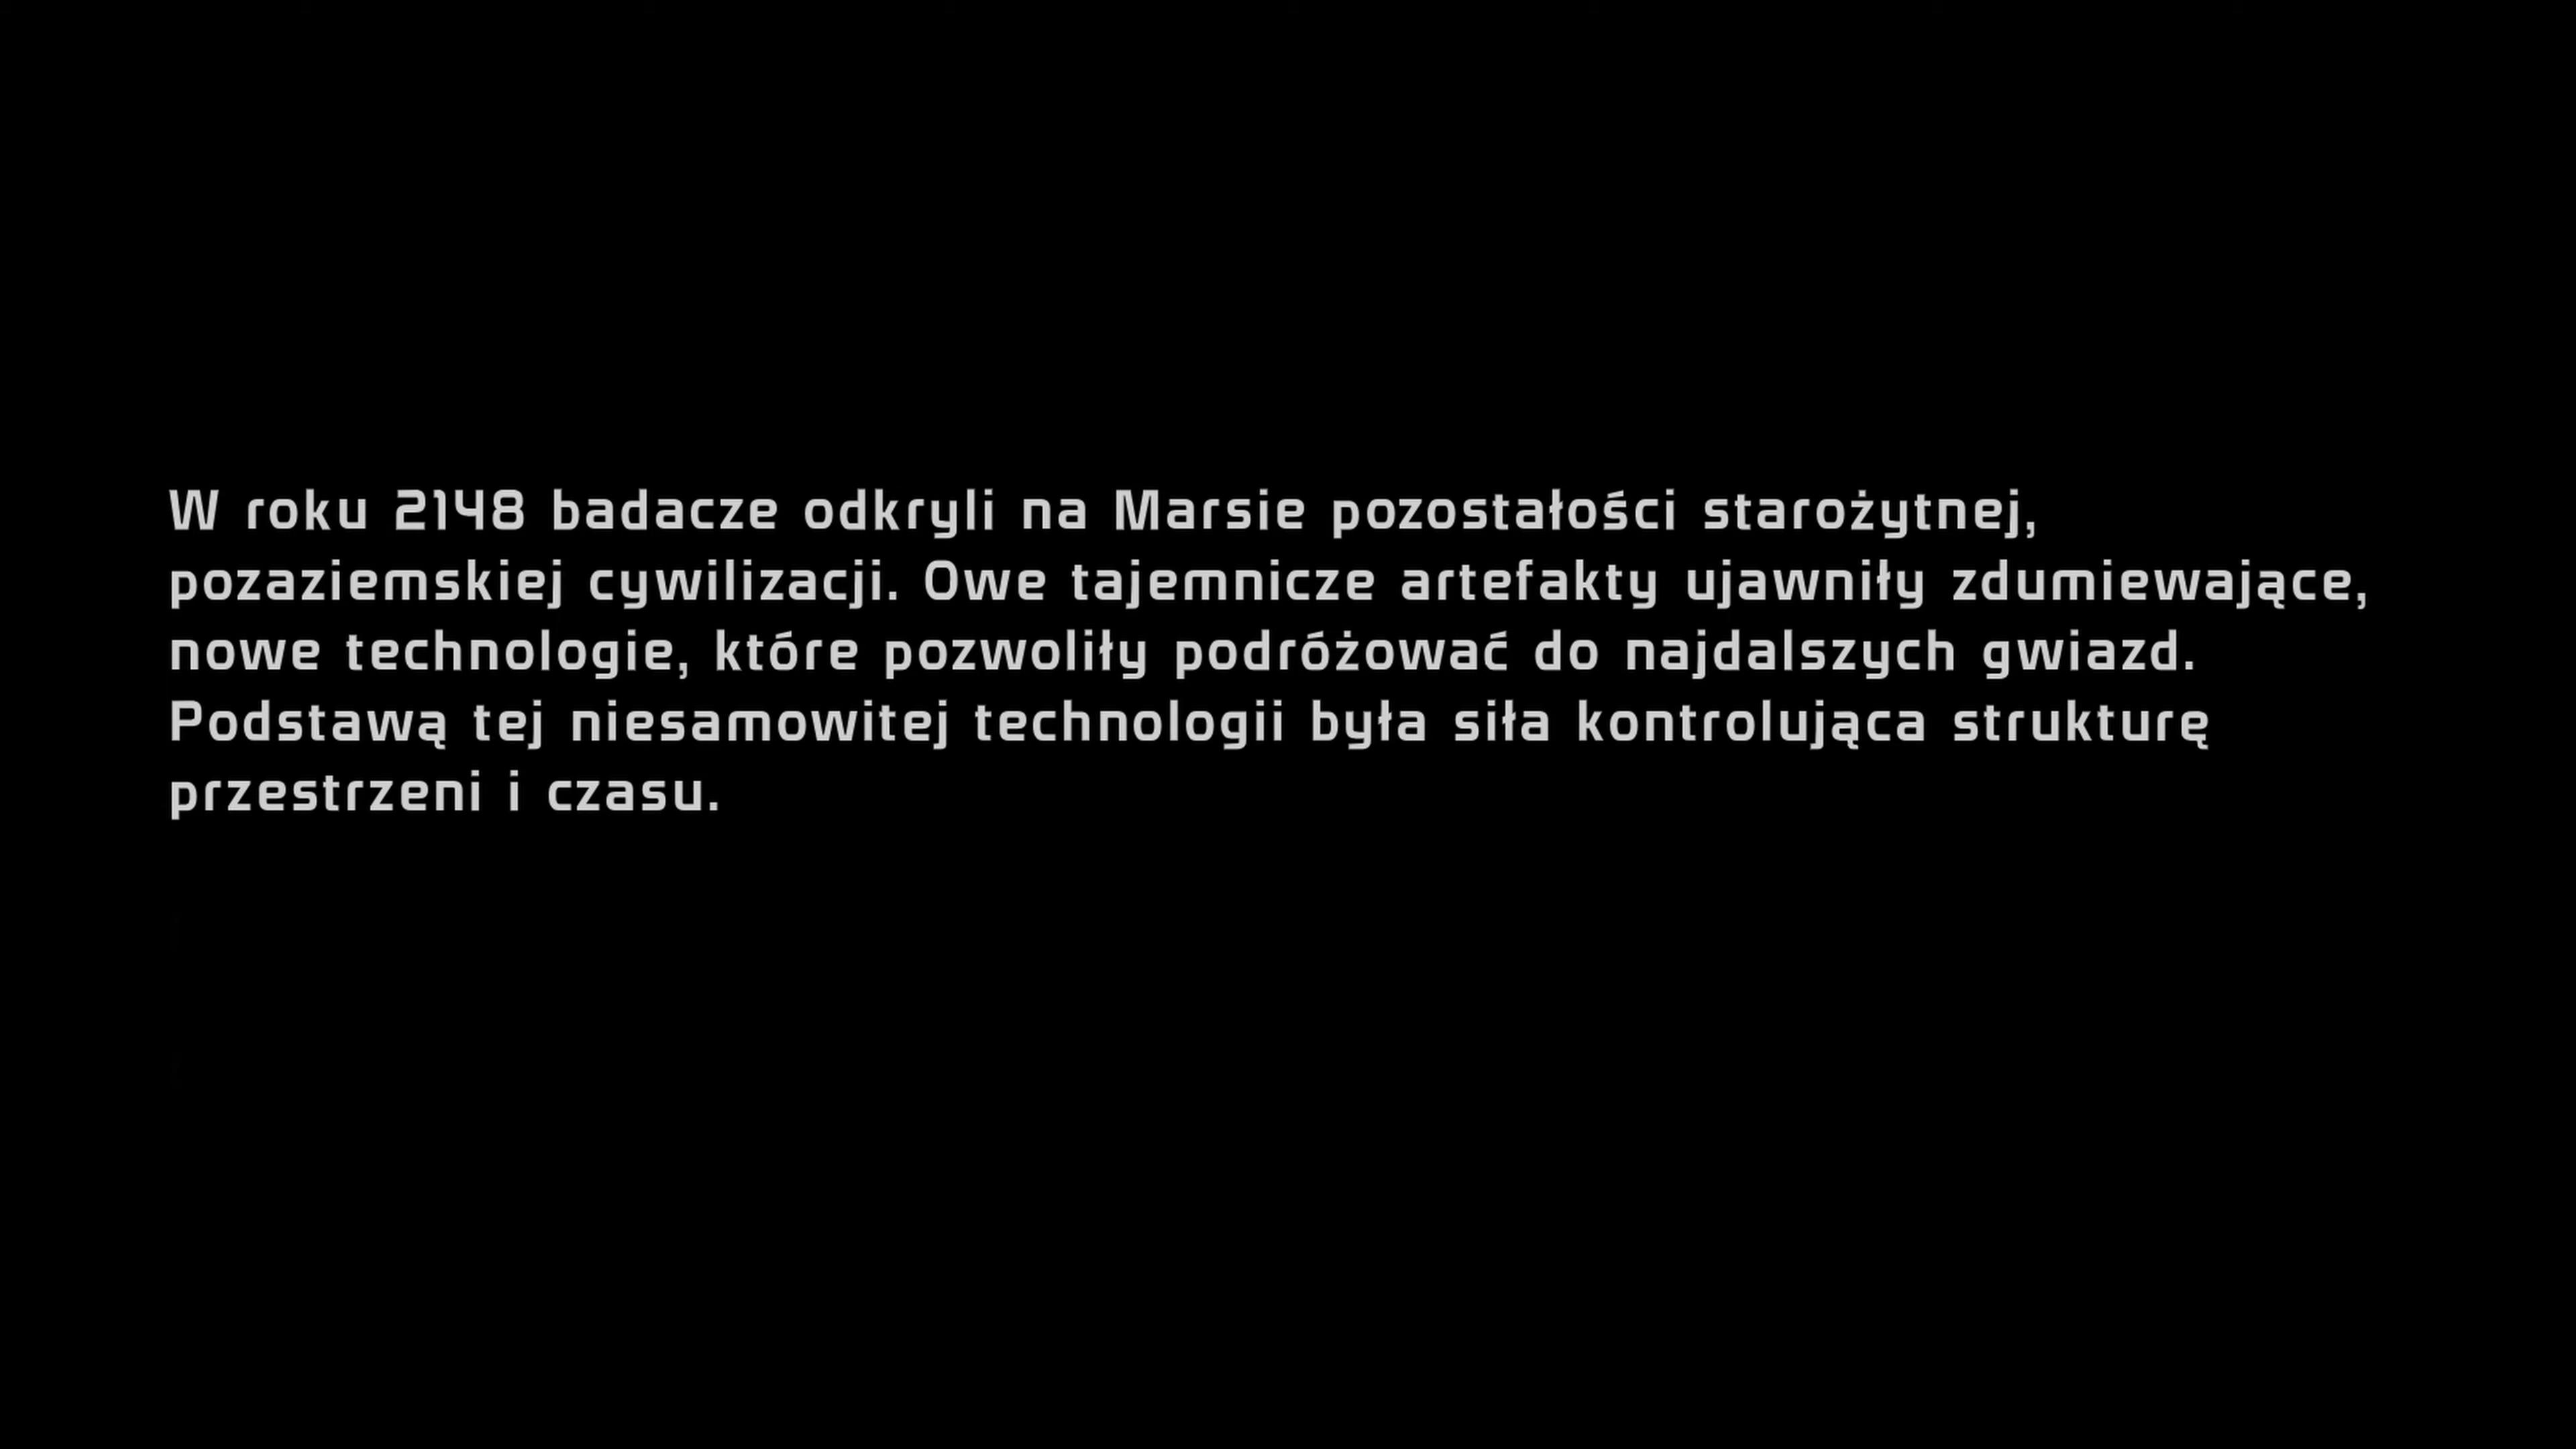 W roku 2148 badacze odkryli na Marsie pozostałości starożytnej,
pozaziemskiej cywilizacji. Owe tajemnicze artefakty ujawniły zdumiewające,
nowe technologie, które pozwoliły podróżować do najdalszych gwiazd.
Podstawą tej niesamowitej technologii była siła kontrolująca strukturę
przestrzeni i czasu.